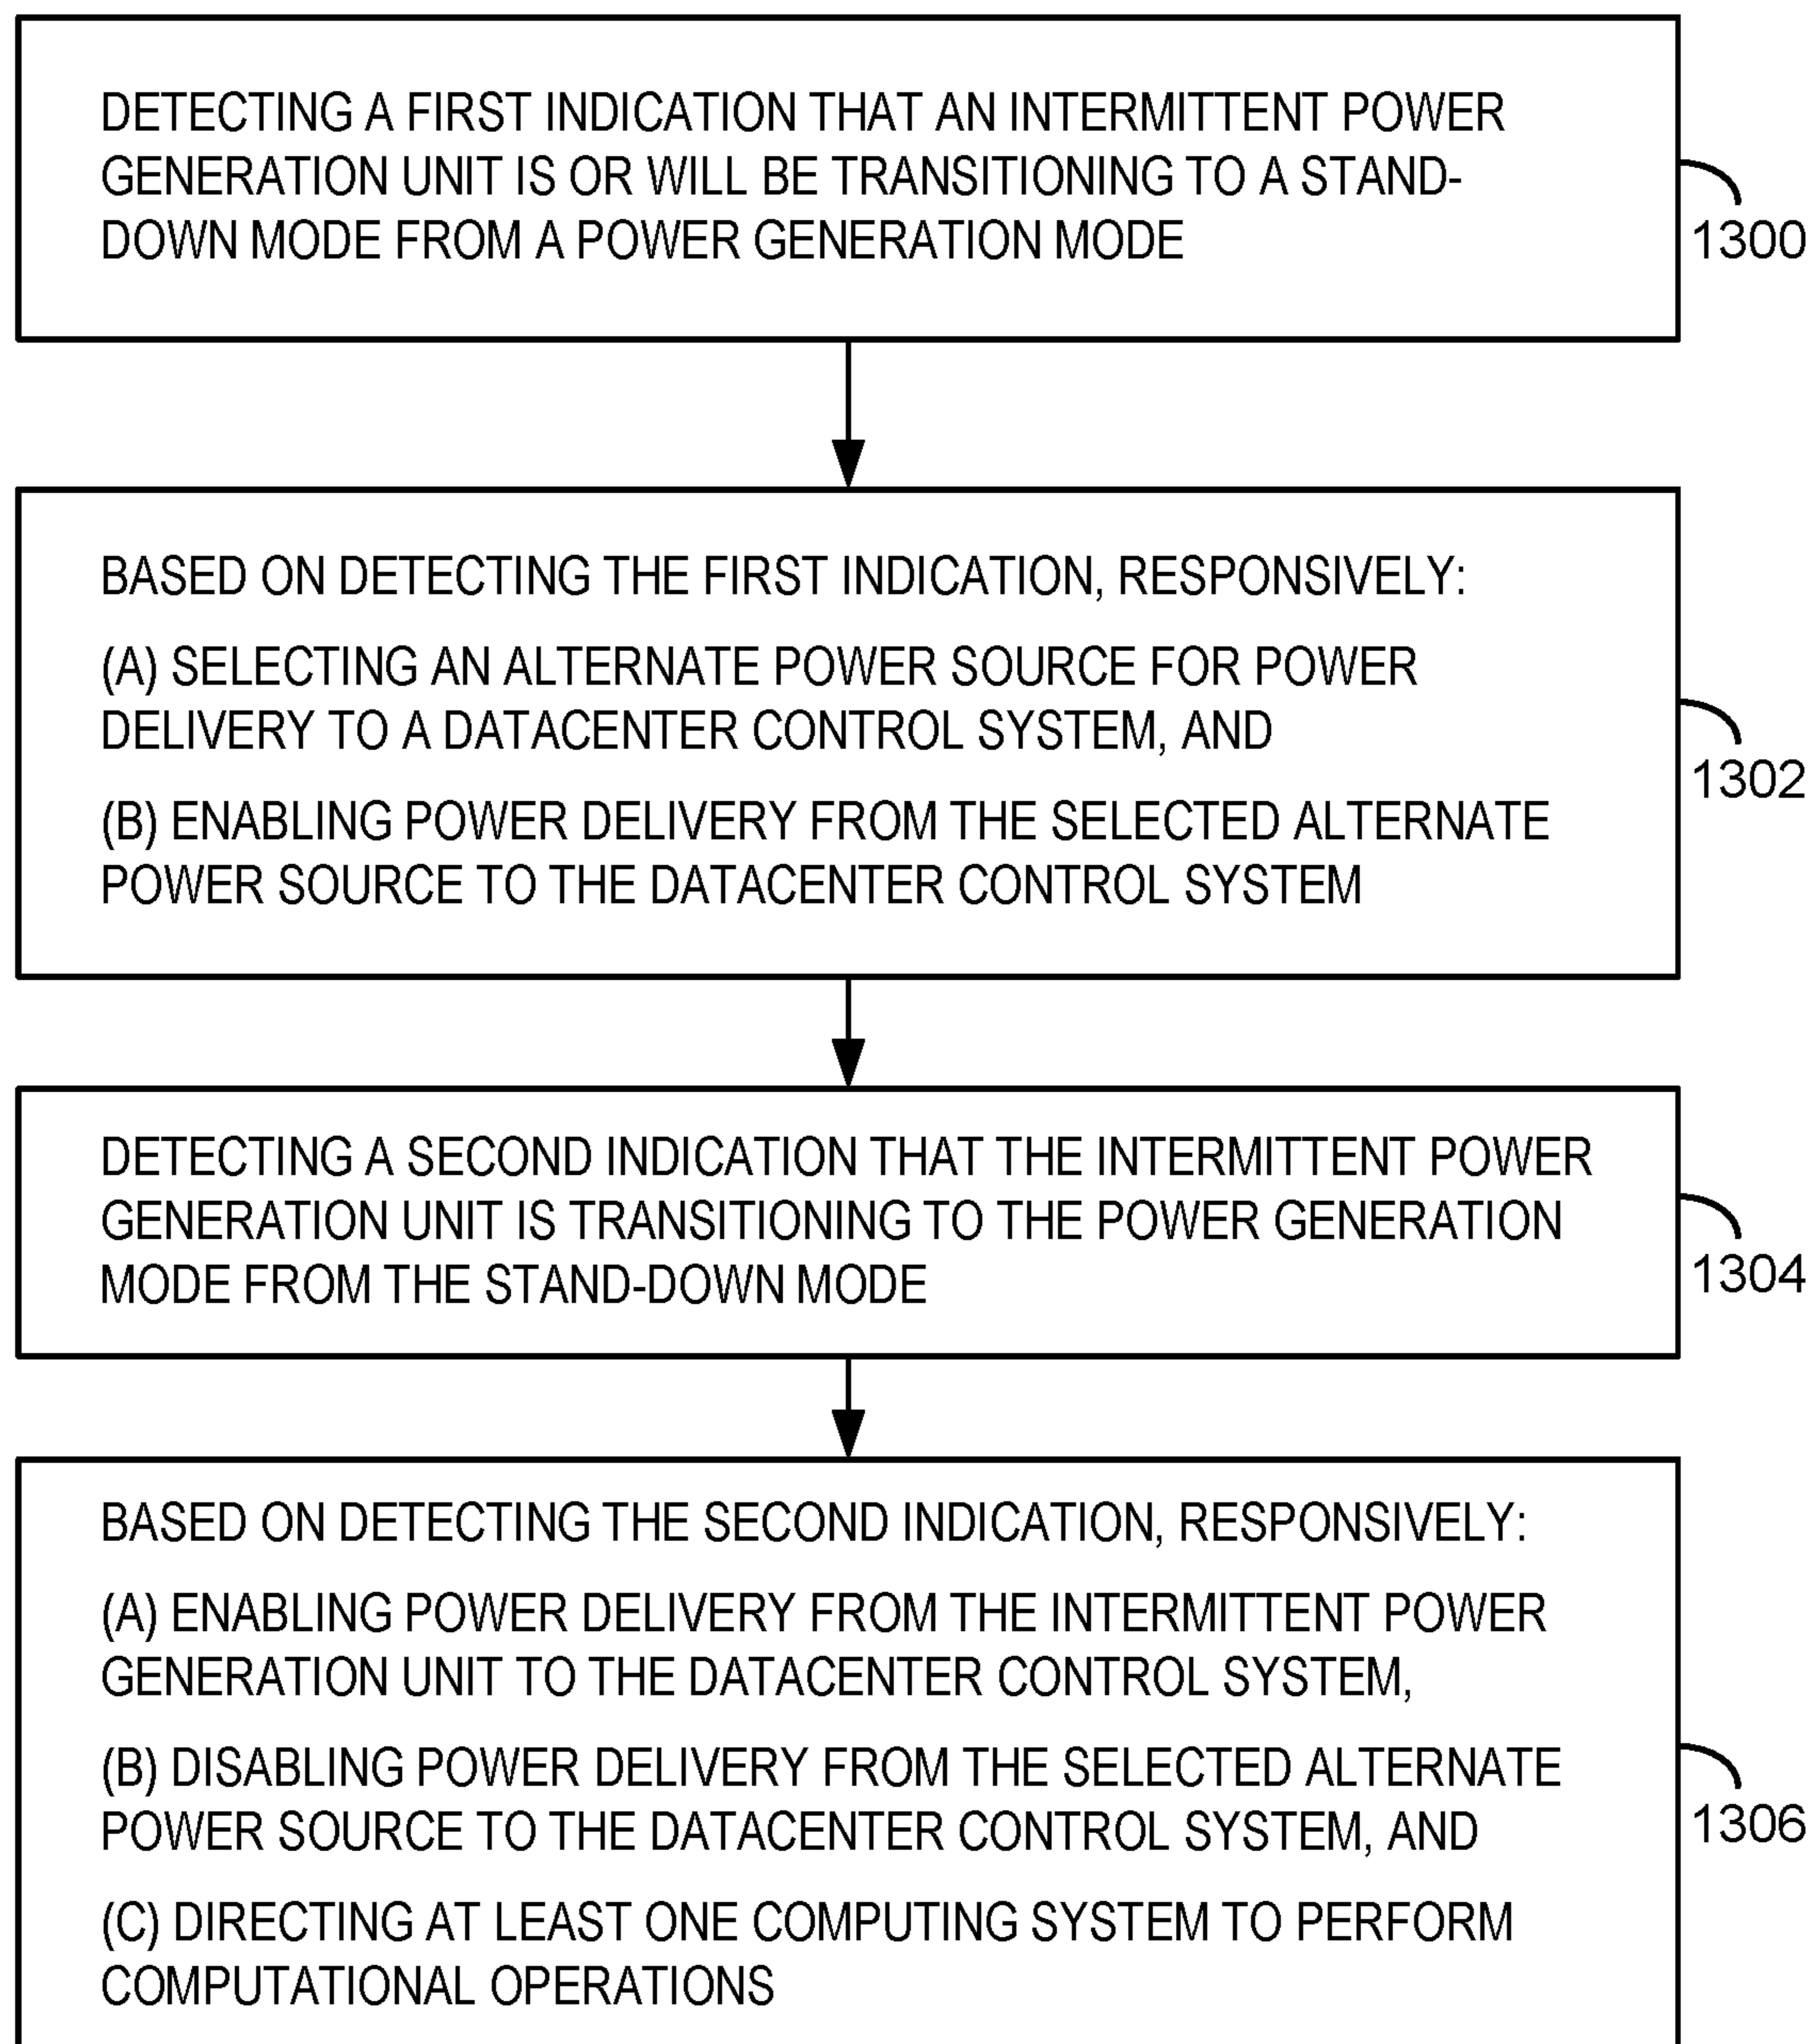 DETECTING A FIRST INDICATION THAT AN INTERMITTENT POWER
GENERATION UNIT IS OR WILL BE TRANSITIONING TO A STAND-
DOWN MODE FROM A POWER GENERATION MODE
1300
BASED ON DETECTING THE FIRST INDICATION, RESPONSIVELY:
(A) SELECTING AN ALTERNATE POWER SOURCE FOR POWER
DELIVERY TO A DATACENTER CONTROL SYSTEM, AND
(B) ENABLING POWER DELIVERY FROM THE SELECTED ALTERNATE
POWER SOURCE TO THE DATACENTER CONTROL SYSTEM
1302
DETECTING A SECOND INDICATION THAT THE INTERMITTENT POWER
GENERATION UNIT IS TRANSITIONING TO THE POWER GENERATION
MODE FROM THE STAND-DOWN MODE
1304
BASED ON DETECTING THE SECOND INDICATION, RESPONSIVELY:
(A) ENABLING POWER DELIVERY FROM THE INTERMITTENT POWER
GENERATION UNIT TO THE DATACENTER CONTROL SYSTEM,
(B) DISABLING POWER DELIVERY FROM THE SELECTED ALTERNATE
POWER SOURCE TO THE DATACENTER CONTROL SYSTEM, AND
(C) DIRECTING AT LEAST ONE COMPUTING SYSTEM TO PERFORM
COMPUTATIONAL OPERATIONS
1306